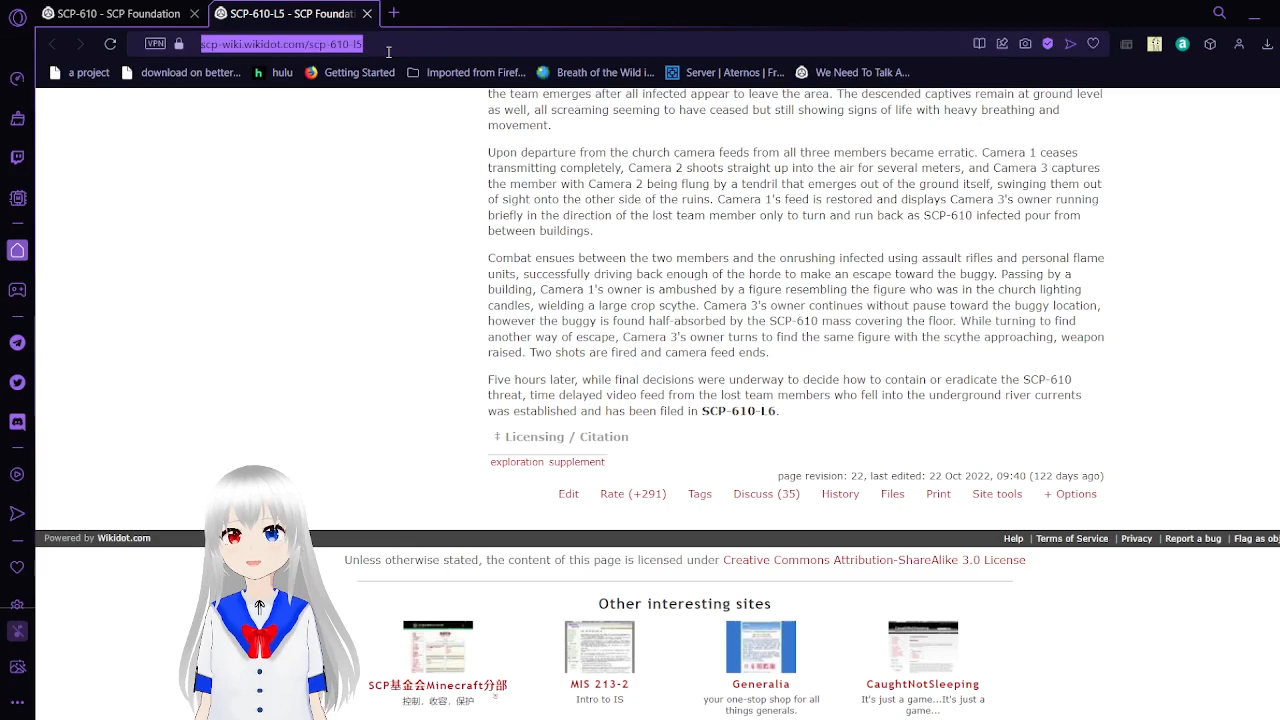 SCP-610 - SCP Foundation
SCP-610-L5 - SCP Foundati
VPN
scp-wiki.wikidot.com/scp-610-l5
a project
download on better...
hulu
Getting Started
Imported from Firef...
Breath of the Wild i...
Server | Aternos | Fr...
We Need To Talk A...
the team emerges after all infected appear to leave the area. The descended captives remain at ground level
as well, all screaming seeming to have ceased but still showing signs of life with heavy breathing and
movement.
Upon departure from the church camera feeds from all three members became erratic. Camera 1 ceases
transmitting completely, Camera 2 shoots straight up into the air for several meters, and Camera 3 captures
the member with Camera 2 being flung by a tendril that emerges out of the ground itself, swinging them out
of sight onto the other side of the ruins. Camera 1's feed is restored and displays Camera 3's owner running
briefly in the direction of the lost team member only to turn and run back as SCP-610 infected pour from
between buildings.
Combat ensues between the two members and the onrushing infected using assault rifles and personal flame
units, successfully driving back enough of the horde to make an escape toward the buggy. Passing by a
building, Camera 1's owner is ambushed by a figure resembling the figure who was in the church lighting
candles, wielding a large crop scythe. Camera 3's owner continues without pause toward the buggy location,
however the buggy is found half-absorbed by the SCP-610 mass covering the floor. While turning to find
another way of escape, Camera 3's owner turns to find the same figure with the scythe approaching, weapon
raised. Two shots are fired and camera feed ends.
Five hours later, while final decisions were underway to decide how to contain or eradicate the SCP-610
threat, time delayed video feed from the lost team members who fell into the underground river currents
was established and has been filed in SCP-610-L6.
‡ Licensing / Citation
exploration supplement
page revision: 22, last edited: 22 Oct 2022, 09:40 (122 days ago)
Edit Rate (+291) Tags Discuss (35) History Files Print Site tools + Options
Powered by Wikidot.com
Help | Terms of Service | Privacy | Report a bug | Flag as obj
Unless otherwise stated, the content of this page is licensed under Creative Commons Attribution-ShareAlike 3.0 License
Other interesting sites
SCP基金会Minecraft分部
控制，收容，保护
MIS 213-2
Intro to IS
Generalia
your one-stop shop for all
things generals.
CaughtNotSleeping
It's just a game...It's just a
game...